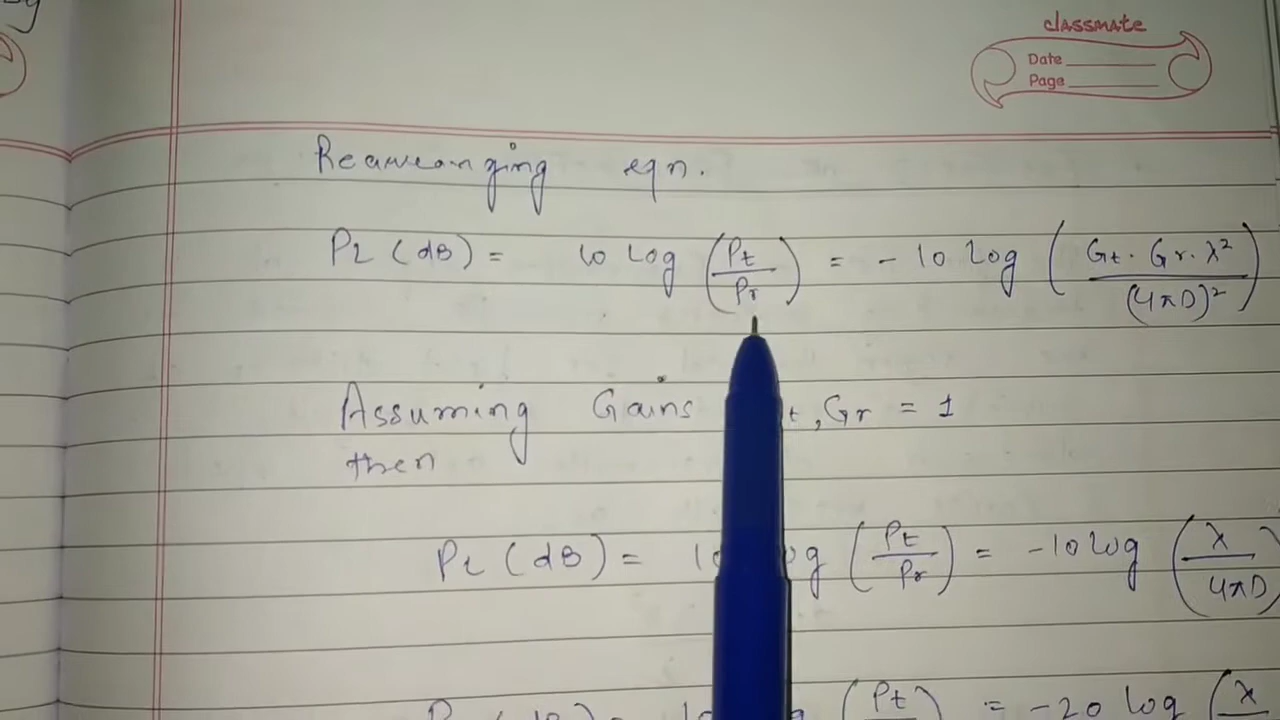 classmate
Date
Page
Rearranging eqn.
PL (dB) = 10 log (Pt/Pr) = -10 log (Gt. Gr. λ²/(4πD)²)
Assuming Gains t, Gr = 1
then
PL (dB) = log (Pt/Pr) = -10 log (λ/4πD
(Pt = -20 log (λ